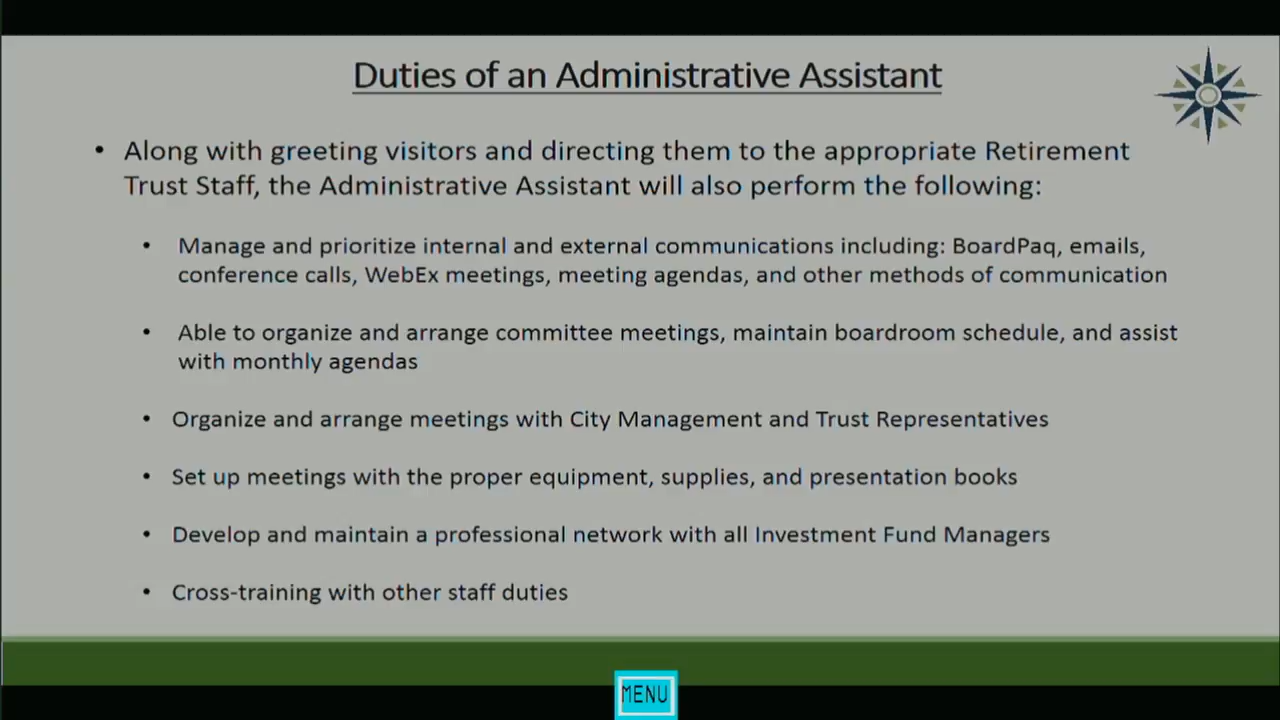 Duties of an Administrative Assistant
• Along with greeting visitors and directing them to the appropriate Retirement
Trust Staff, the Administrative Assistant will also perform the following:
• Manage and prioritize internal and external communications including: BoardPaq, emails,
conference calls, WebEx meetings, meeting agendas, and other methods of communication
• Able to organize and arrange committee meetings, maintain boardroom schedule, and assist
with monthly agendas
• Organize and arrange meetings with City Management and Trust Representatives
• Set up meetings with the proper equipment, supplies, and presentation books
• Develop and maintain a professional network with all Investment Fund Managers
• Cross-training with other staff duties
MENU